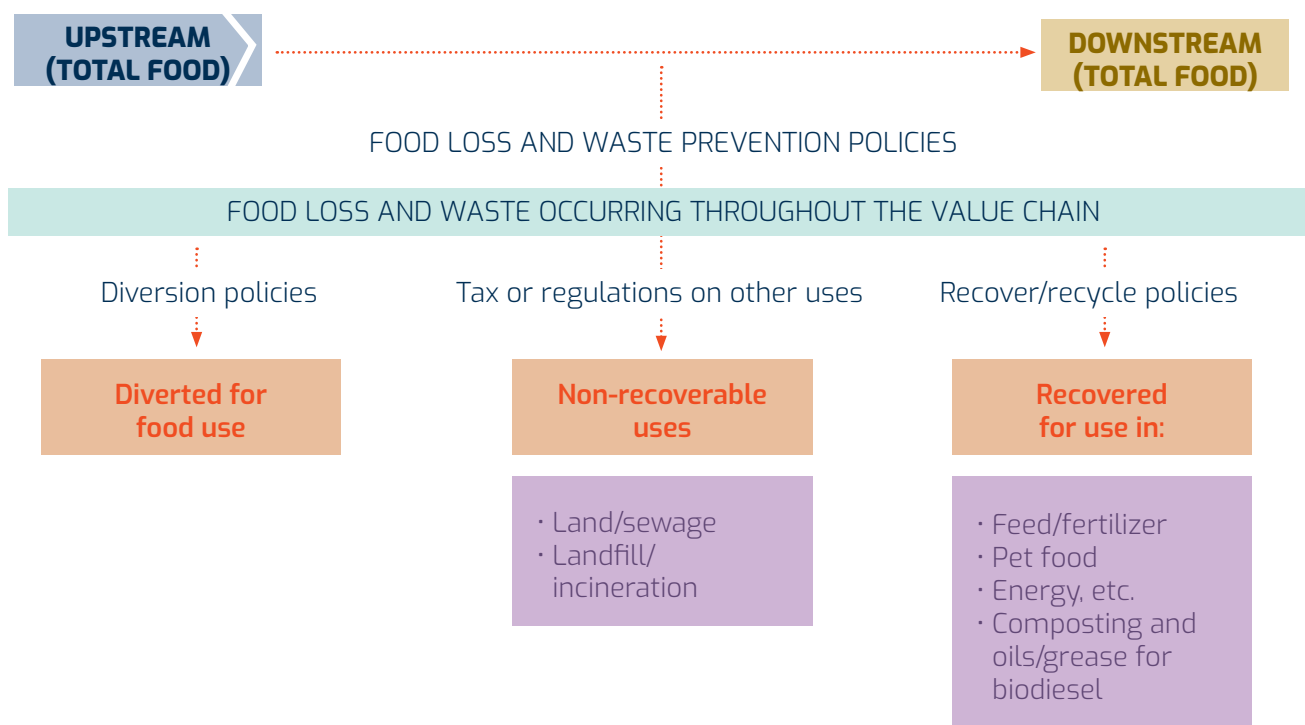 UPSTREAM
(TOTAL FOOD)
DOWNSTREAM
(TOTAL FOOD)
FOOD LOSS AND WASTE PREVENTION POLICIES
FOOD LOSS AND WASTE OCCURRING THROUGHOUT THE VALUE CHAIN
Diversion policies
Tax or regulations on other uses
Recover/recycle policies
Diverted for
food use
Non-recoverable
uses
Recovered
for use in:
· Land/sewage
· Landfill/
incineration
· Feed/fertilizer
· Pet food
· Energy, etc.
· Composting and
oils/grease for
biodiesel